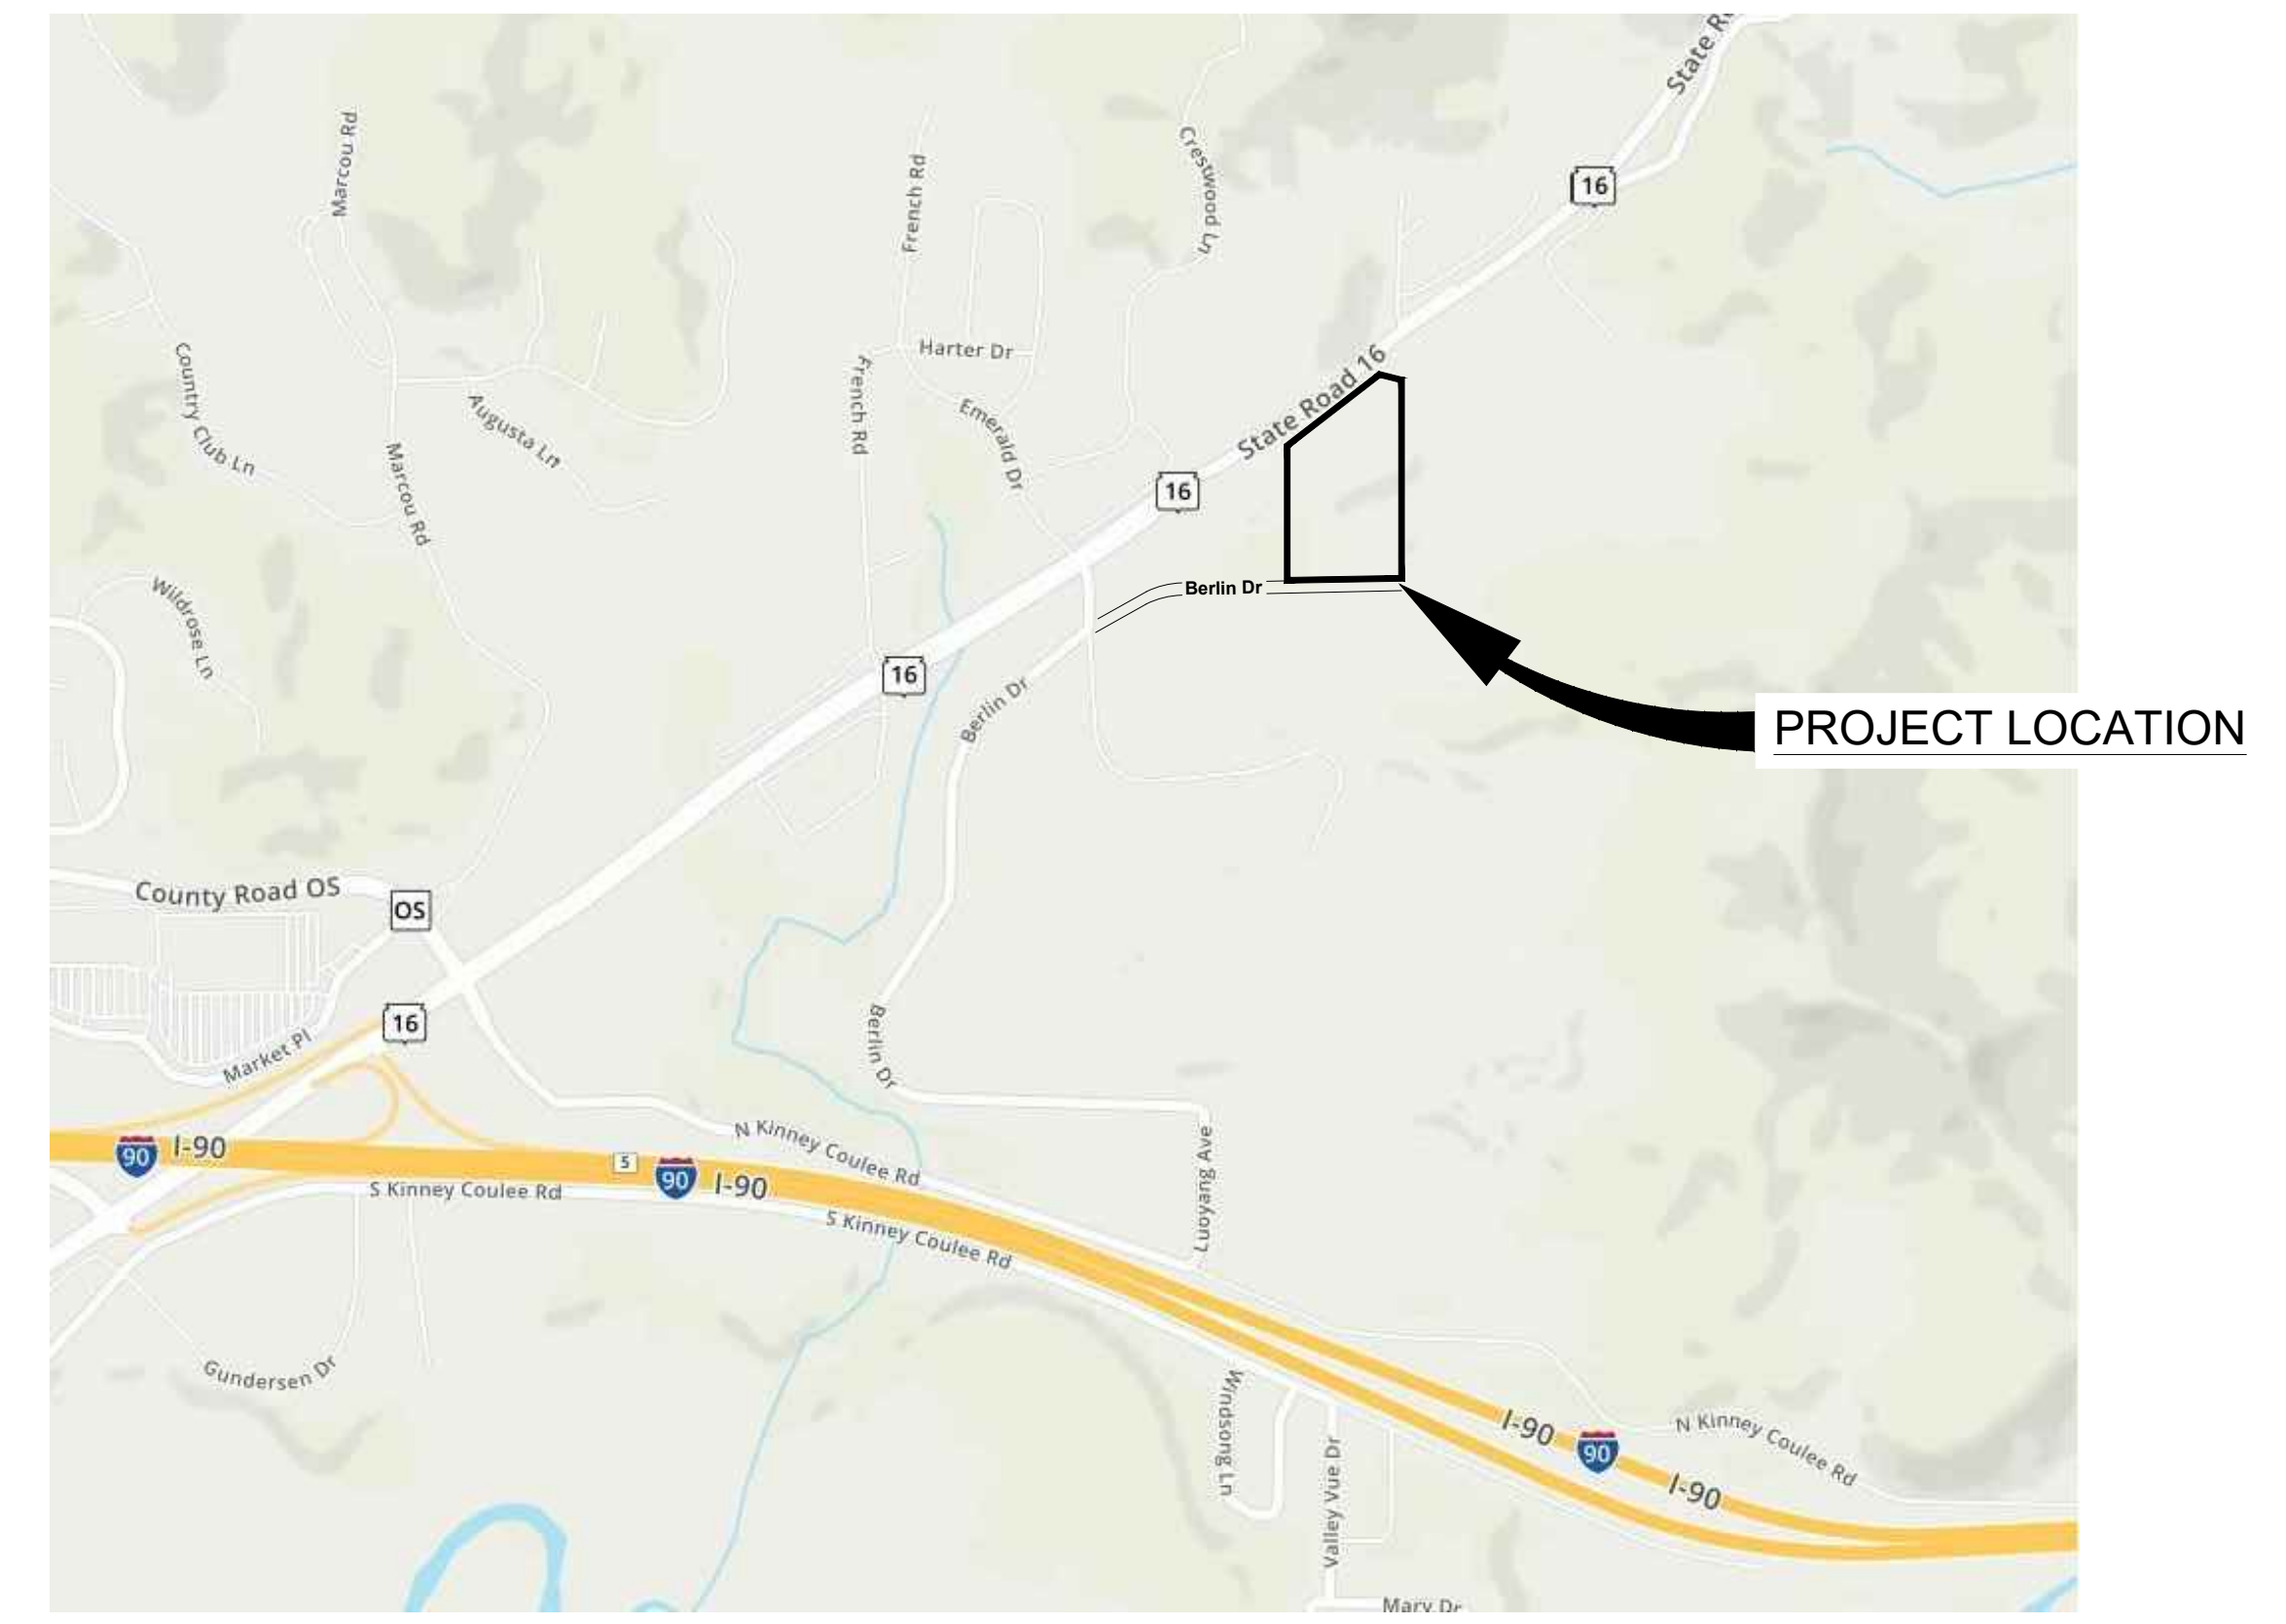 State R
Marcou Rd
French Rd
Crestwood Ln
16
Harter Dr
Country Club Ln
French Rd
State Road 16
Augusta Ln
Emerald Dr
Marcou Rd
16
Wildrose Ln
Berlin Dr
16
Berlin Dr
PROJECT LOCATION
County Road OS
OS
16
Market Pl
Berlin Dr
N Kinney Coulee Rd
90
I-90
5
90
I-90
S Kinney Coulee Rd
Luoyang Ave
S Kinney Coulee Rd
Gundersen Dr
Windsong Ln
Valley Vue Dr
I-90
90
N Kinney Coulee Rd
I-90
Mary Dr